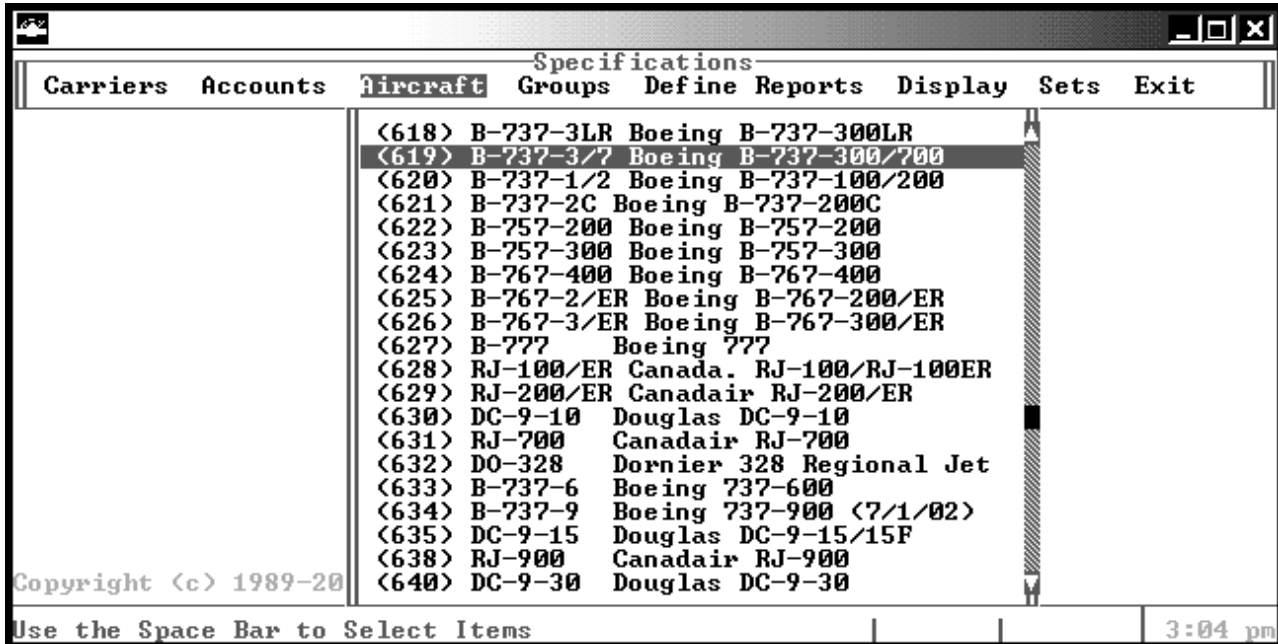 Specifications
Carriers Accounts Aircraft Groups Define Reports Display Sets Exit
(618) B-737-3LR Boeing B-737-300LR
(619) B-737-3/7 Boeing B-737-300/700
(620) B-737-1/2 Boeing B-737-100/200
(621) B-737-2C Boeing B-737-200C
(622) B-757-200 Boeing B-757-200
(623) B-757-300 Boeing B-757-300
(624) B-767-400 Boeing B-767-400
(625) B-767-2/ER Boeing B-767-200/ER
(626) B-767-3/ER Boeing B-767-300/ER
(627) B-777 Boeing 777
(628) RJ-100/ER Canada. RJ-100/RJ-100ER
(629) RJ-200/ER Canadair RJ-200/ER
(630) DC-9-10 Douglas DC-9-10
(631) RJ-700 Canadair RJ-700
(632) DO-328 Dornier 328 Regional Jet
(633) B-737-6 Boeing 737-600
(634) B-737-9 Boeing 737-900 (7/1/02)
(635) DC-9-15 Douglas DC-9-15/15F
(638) RJ-900 Canadair RJ-900
(640) DC-9-30 Douglas DC-9-30
Copyright (c) 1989-20
Use the Space Bar to Select Items 3:04 pm